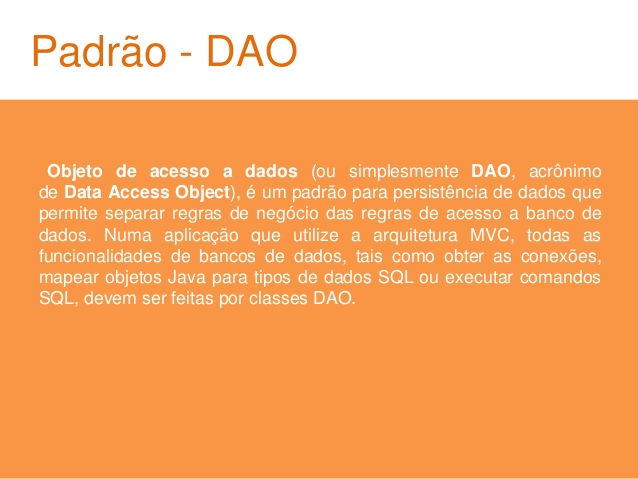 Padrão - DAO
Objeto de acesso a dados (ou simplesmente DAO, acrônimo
de Data Access Object), é um padrão para persistência de dados que
permite separar regras de negócio das regras de acesso a banco de
dados. Numa aplicação que utilize a arquitetura MVC, todas as
funcionalidades de bancos de dados, tais como obter as conexões,
mapear objetos Java para tipos de dados SQL ou executar comandos
SQL, devem ser feitas por classes DAO.